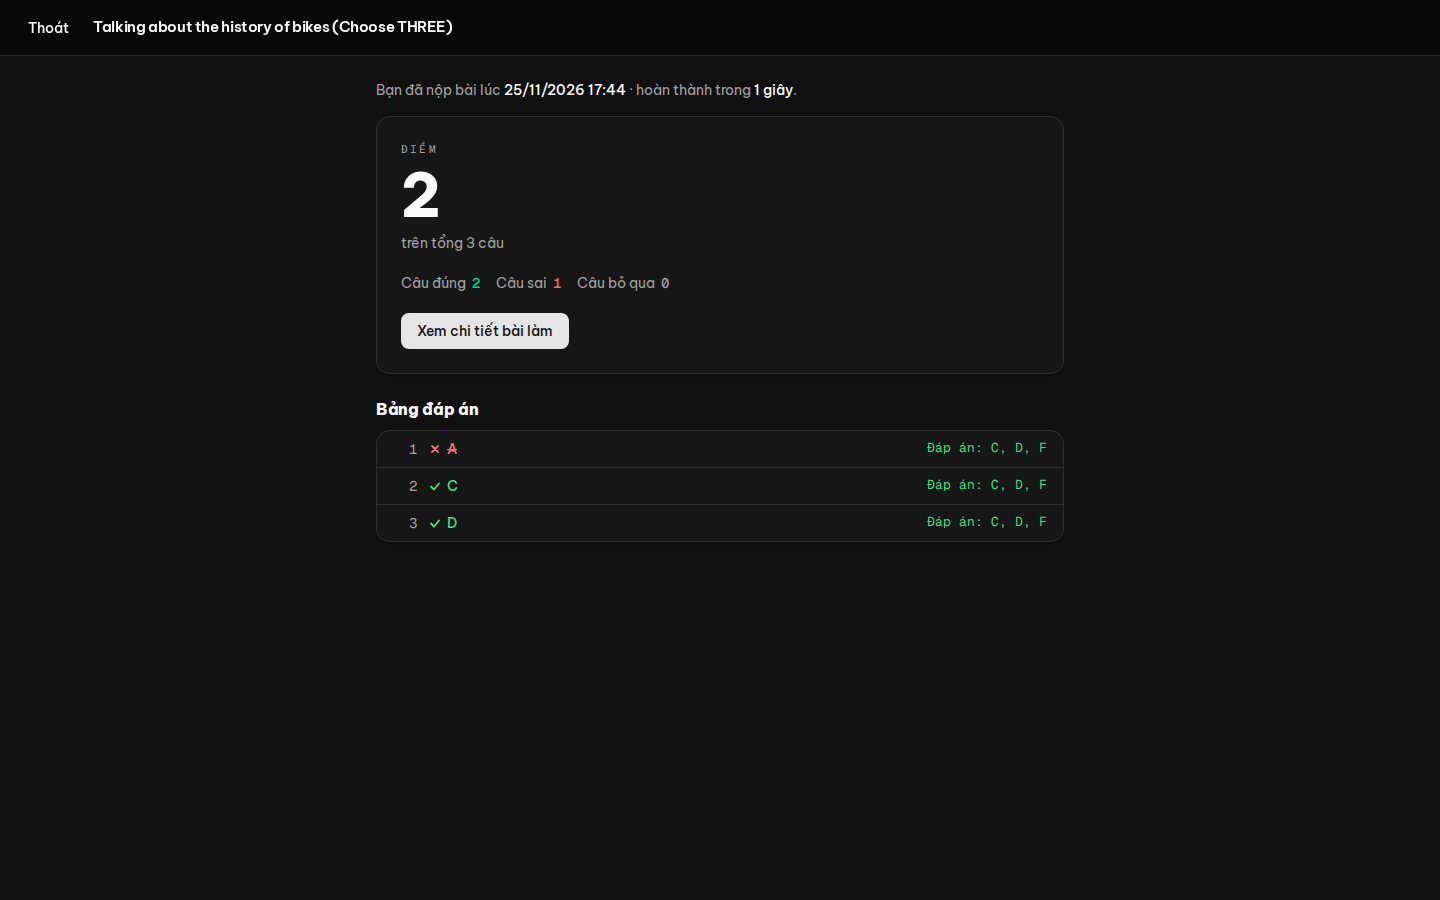 Thoát Talking about the history of bikes (Choose THREE)
Bạn đã nộp bài lúc 25/11/2026 17:44 · hoàn thành trong 1 giây.
ĐIỂM
2
trên tổng 3 câu
Câu đúng 2 Câu sai 1 Câu bỏ qua 0
Xem chi tiết bài làm
Bảng đáp án
1 A Đáp án: C, D, F
2 C Đáp án: C, D, F
3 D Đáp án: C, D, F